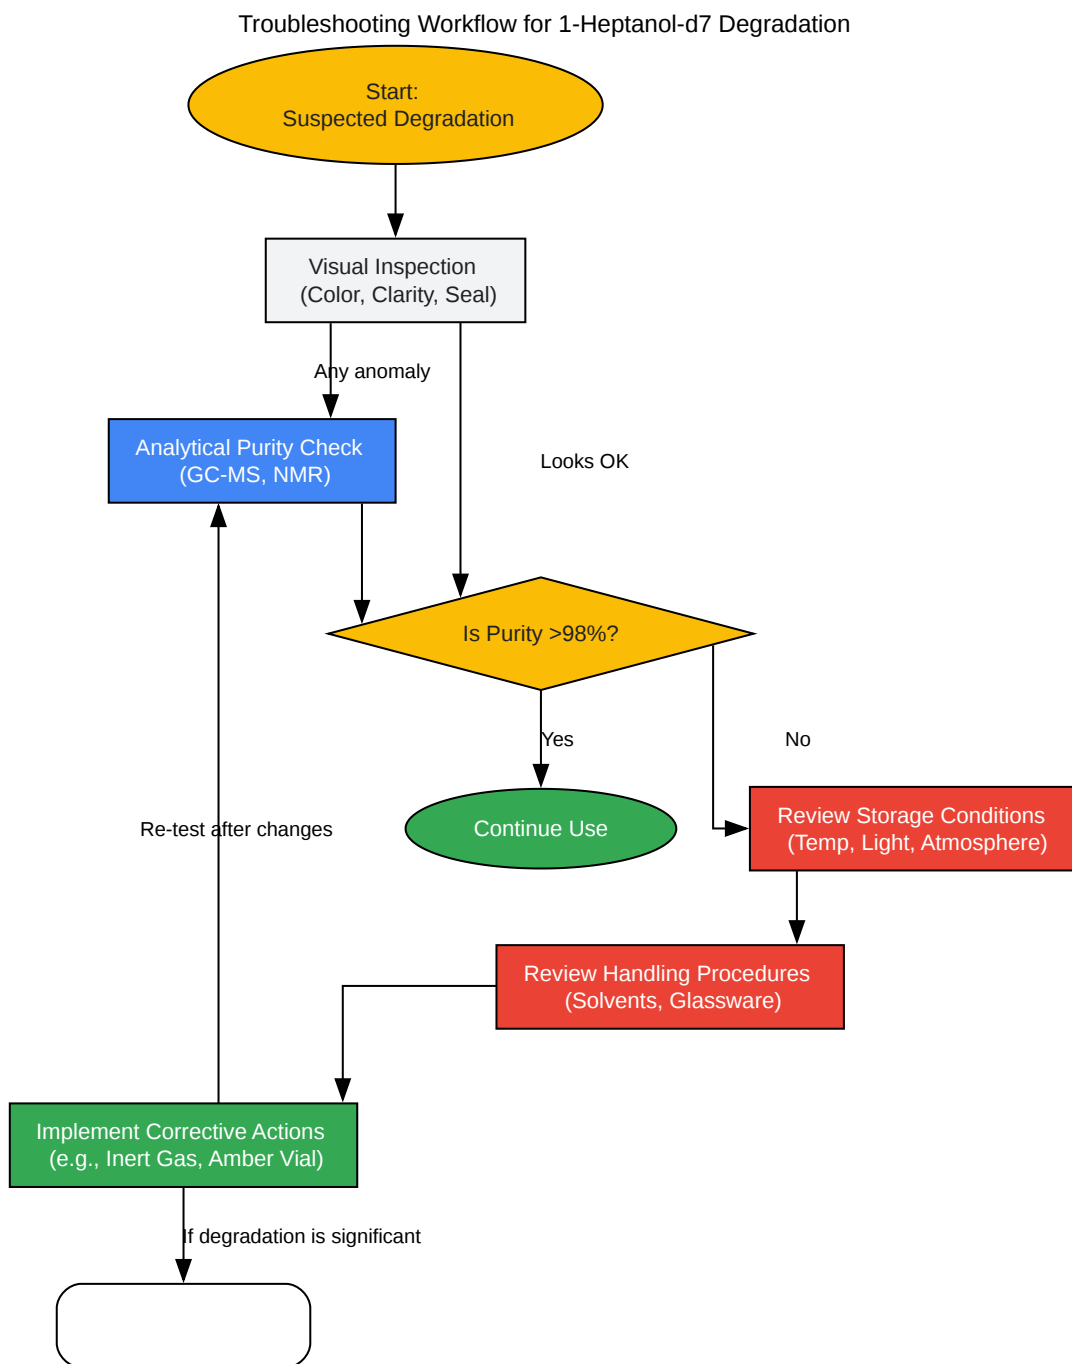 Troubleshooting Workflow for 1-Heptanol-d7 Degradation
Start:
Suspected Degradation
Visual Inspection
(Color, Clarity, Seal)
Any anomaly
Analytical Purity Check
(GC-MS, NMR)
Looks OK
Is Purity >98%?
Yes
No
Continue Use
Review Storage Conditions
(Temp, Light, Atmosphere)
Re-test after changes
Review Handling Procedures
(Solvents, Glassware)
Implement Corrective Actions
(e.g., Inert Gas, Amber Vial)
If degradation is significant